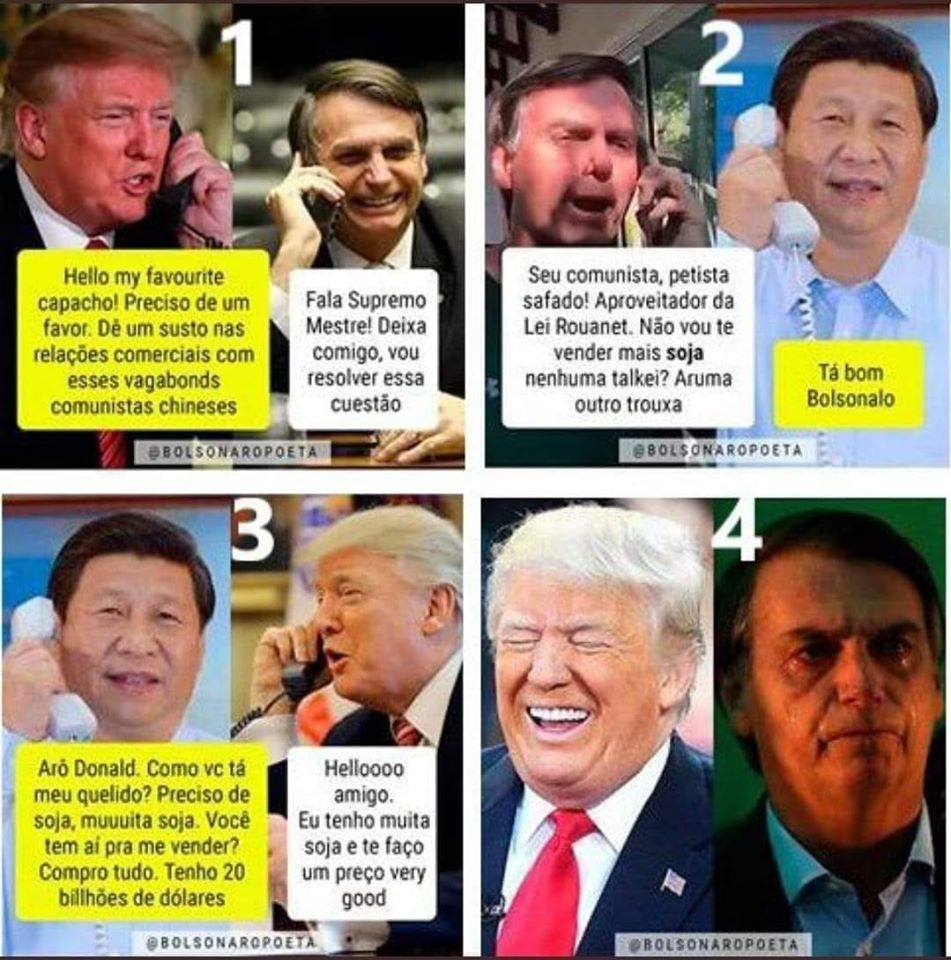 1
Hello my favourite
capacho! Preciso de um
favor. Dê um susto nas
relações comerciais com
esses vagabonds
comunistas chineses
Fala Supremo
Mestre! Deixa
comigo, vou
resolver essa
cuestão
@BOLSONAROPOETA
2
Seu comunista, petista
safado! Aproveitador da
Lei Rouanet. Não vou te
vender mais soja
nenhuma talkei? Aruma
outro trouxa
Tá bom
Bolsonalo
@BOLSONAROPOETA
3
Arô Donald. Como vc tá
meu quelido? Preciso de
soja, muuuita soja. Você
tem aí pra me vender?
Compro tudo. Tenho 20
billhões de dólares
Helloooo
amigo.
Eu tenho muita
soja e te faço
um preço very
good
@BOLSONAROPOETA
4
@BOLSONAROPOETA